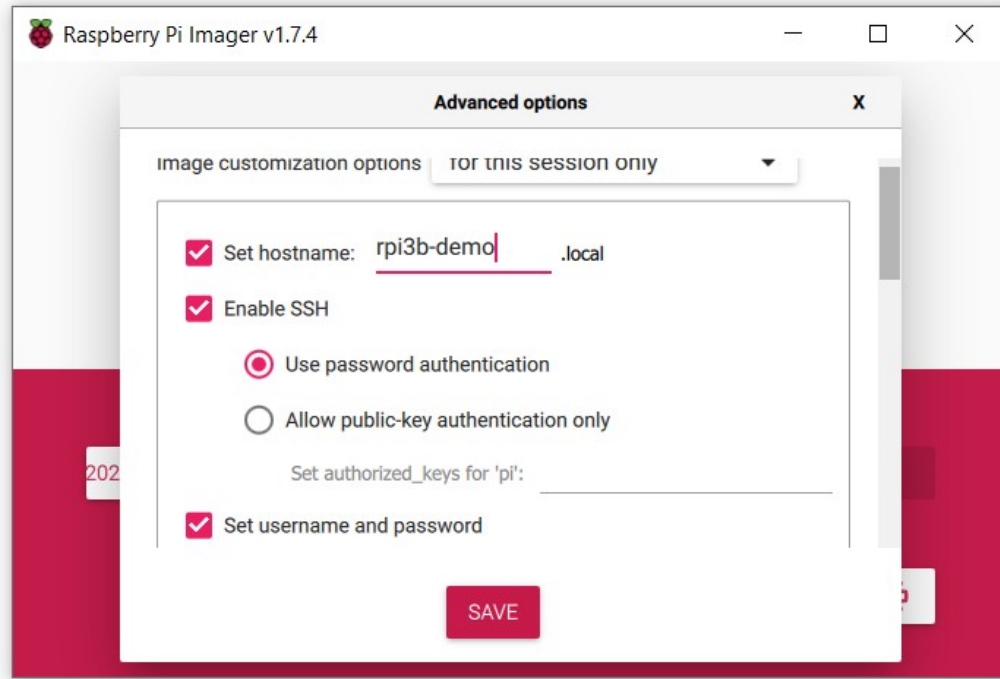 Raspberry Pi Imager v1.7.4
Advanced options X
Image customization options for this session only
Set hostname: rpi3b-demo .local
Enable SSH
Use password authentication
Allow public-key authentication only
Set authorized_keys for 'pi':
202
Set username and password
SAVE